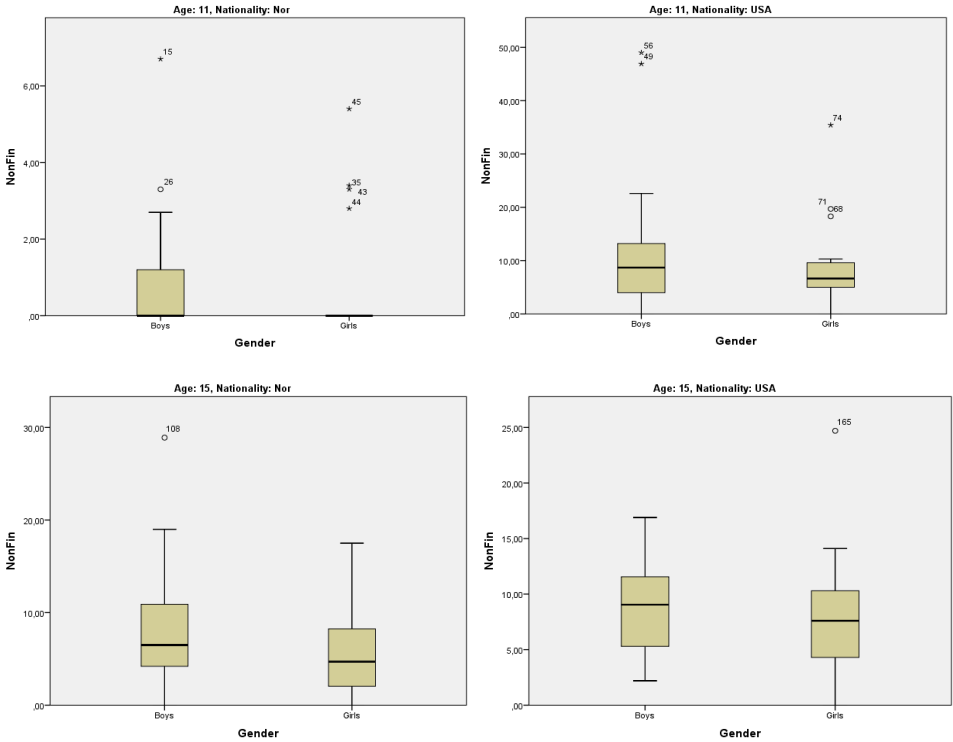 Age: 11, Nationality: Nor
NonFin
6,00
4,00
2,00
,00
15
26
45
35
43
44
Boys
Girls
Gender
Age: 11, Nationality: USA
NonFin
50,00
40,00
30,00
20,00
10,00
,00
56
49
74
71
68
Boys
Girls
Gender
Age: 15, Nationality: Nor
NonFin
30,00
20,00
10,00
,00
108
Boys
Girls
Gender
Age: 15, Nationality: USA
NonFin
25,00
20,00
15,00
10,00
5,00
,00
165
Boys
Girls
Gender